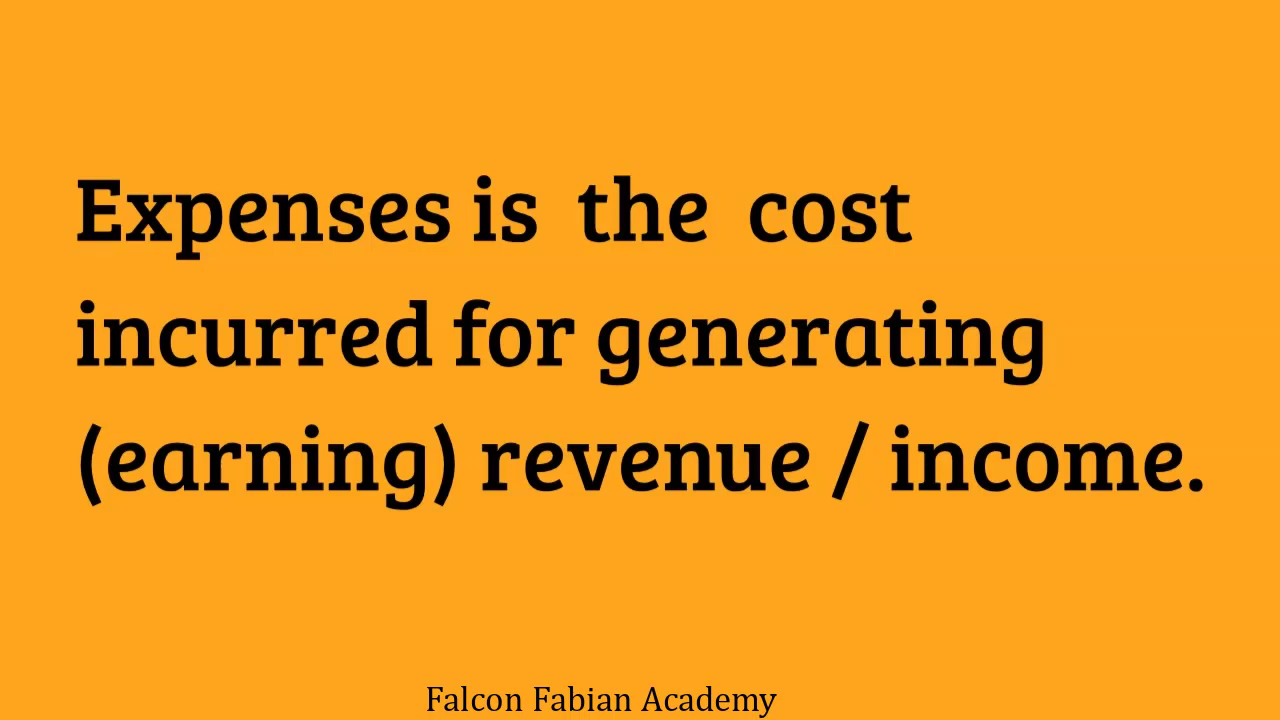 Expenses is the cost
incurred for generating
(earning) revenue / income.
Falcon Fabian Academy